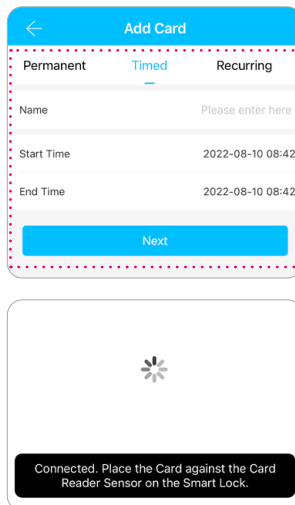 Add Card
Permanent Timed Recurring
Name Please enter here
Start Time 2022-08-10 08:42
End Time 2022-08-10 08:42
Next
Connected. Place the Card against the Card
Reader Sensor on the Smart Lock.